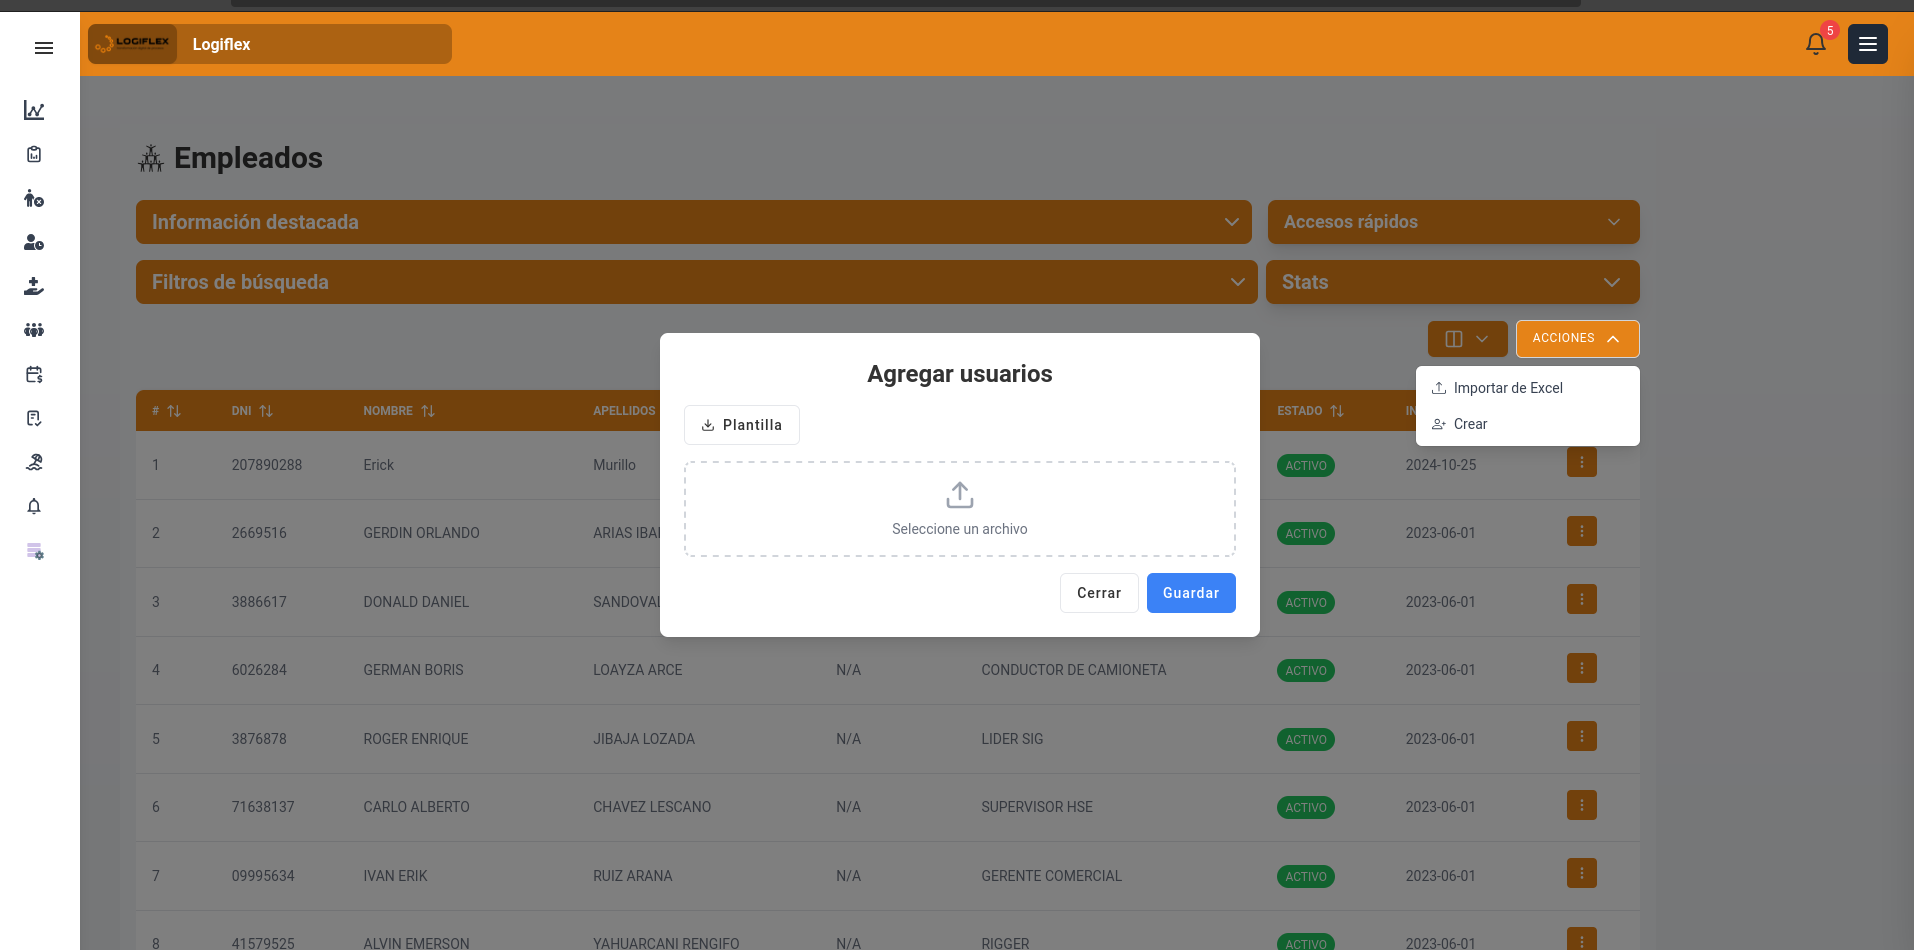 LOGIFLEX
Logiflex
5
Empleados
Información destacada
Accesos rápidos
Filtros de búsqueda
Stats
ACCIONES
Importar de Excel
Crear
Agregar usuarios
Plantilla
Seleccione un archivo
Cerrar Guardar
# DNI NOMBRE APELLIDOS ESTADO IN
1 207890288 Erick Murillo ACTIVO 2024-10-25
2 2669516 GERDIN ORLANDO ARIAS IBA ACTIVO 2023-06-01
3 3886617 DONALD DANIEL SANDOVAL ACTIVO 2023-06-01
4 6026284 GERMAN BORIS LOAYZA ARCE N/A CONDUCTOR DE CAMIONETA ACTIVO 2023-06-01
5 3876878 ROGER ENRIQUE JIBAJA LOZADA N/A LIDER SIG ACTIVO 2023-06-01
6 71638137 CARLO ALBERTO CHAVEZ LESCANO N/A SUPERVISOR HSE ACTIVO 2023-06-01
7 09995634 IVAN ERIK RUIZ ARANA N/A GERENTE COMERCIAL ACTIVO 2023-06-01
8 41579525 ALVIN EMERSON YAHUARCANI RENGIFO N/A RIGGER ACTIVO 2023-06-01